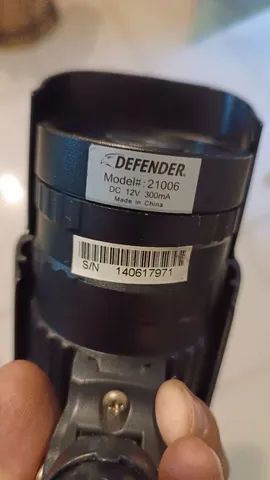 DEFENDER
Model#: 21006
DC 12V 300mA
Made in China
S/N 140617971